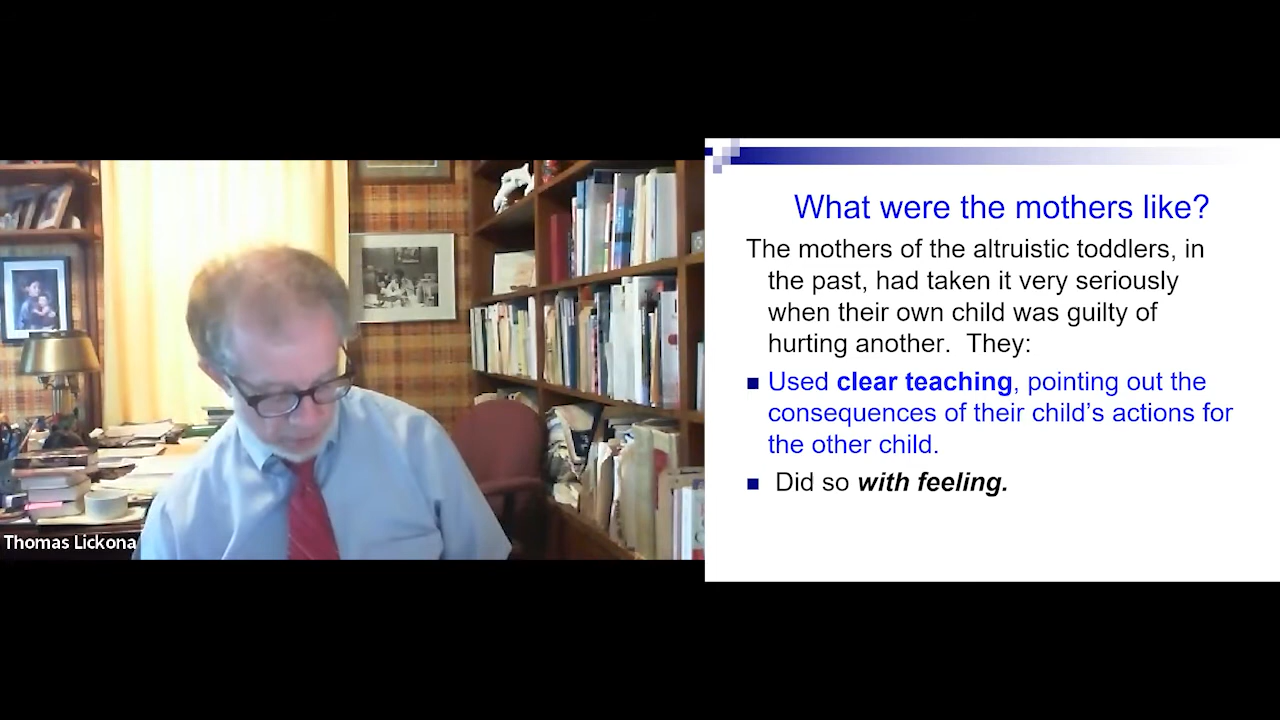 Thomas Lickona
What were the mothers like?
The mothers of the altruistic toddlers, in
the past, had taken it very seriously
when their own child was guilty of
hurting another.  They:
■ Used clear teaching, pointing out the
consequences of their child’s actions for
the other child.
■ Did so with feeling.